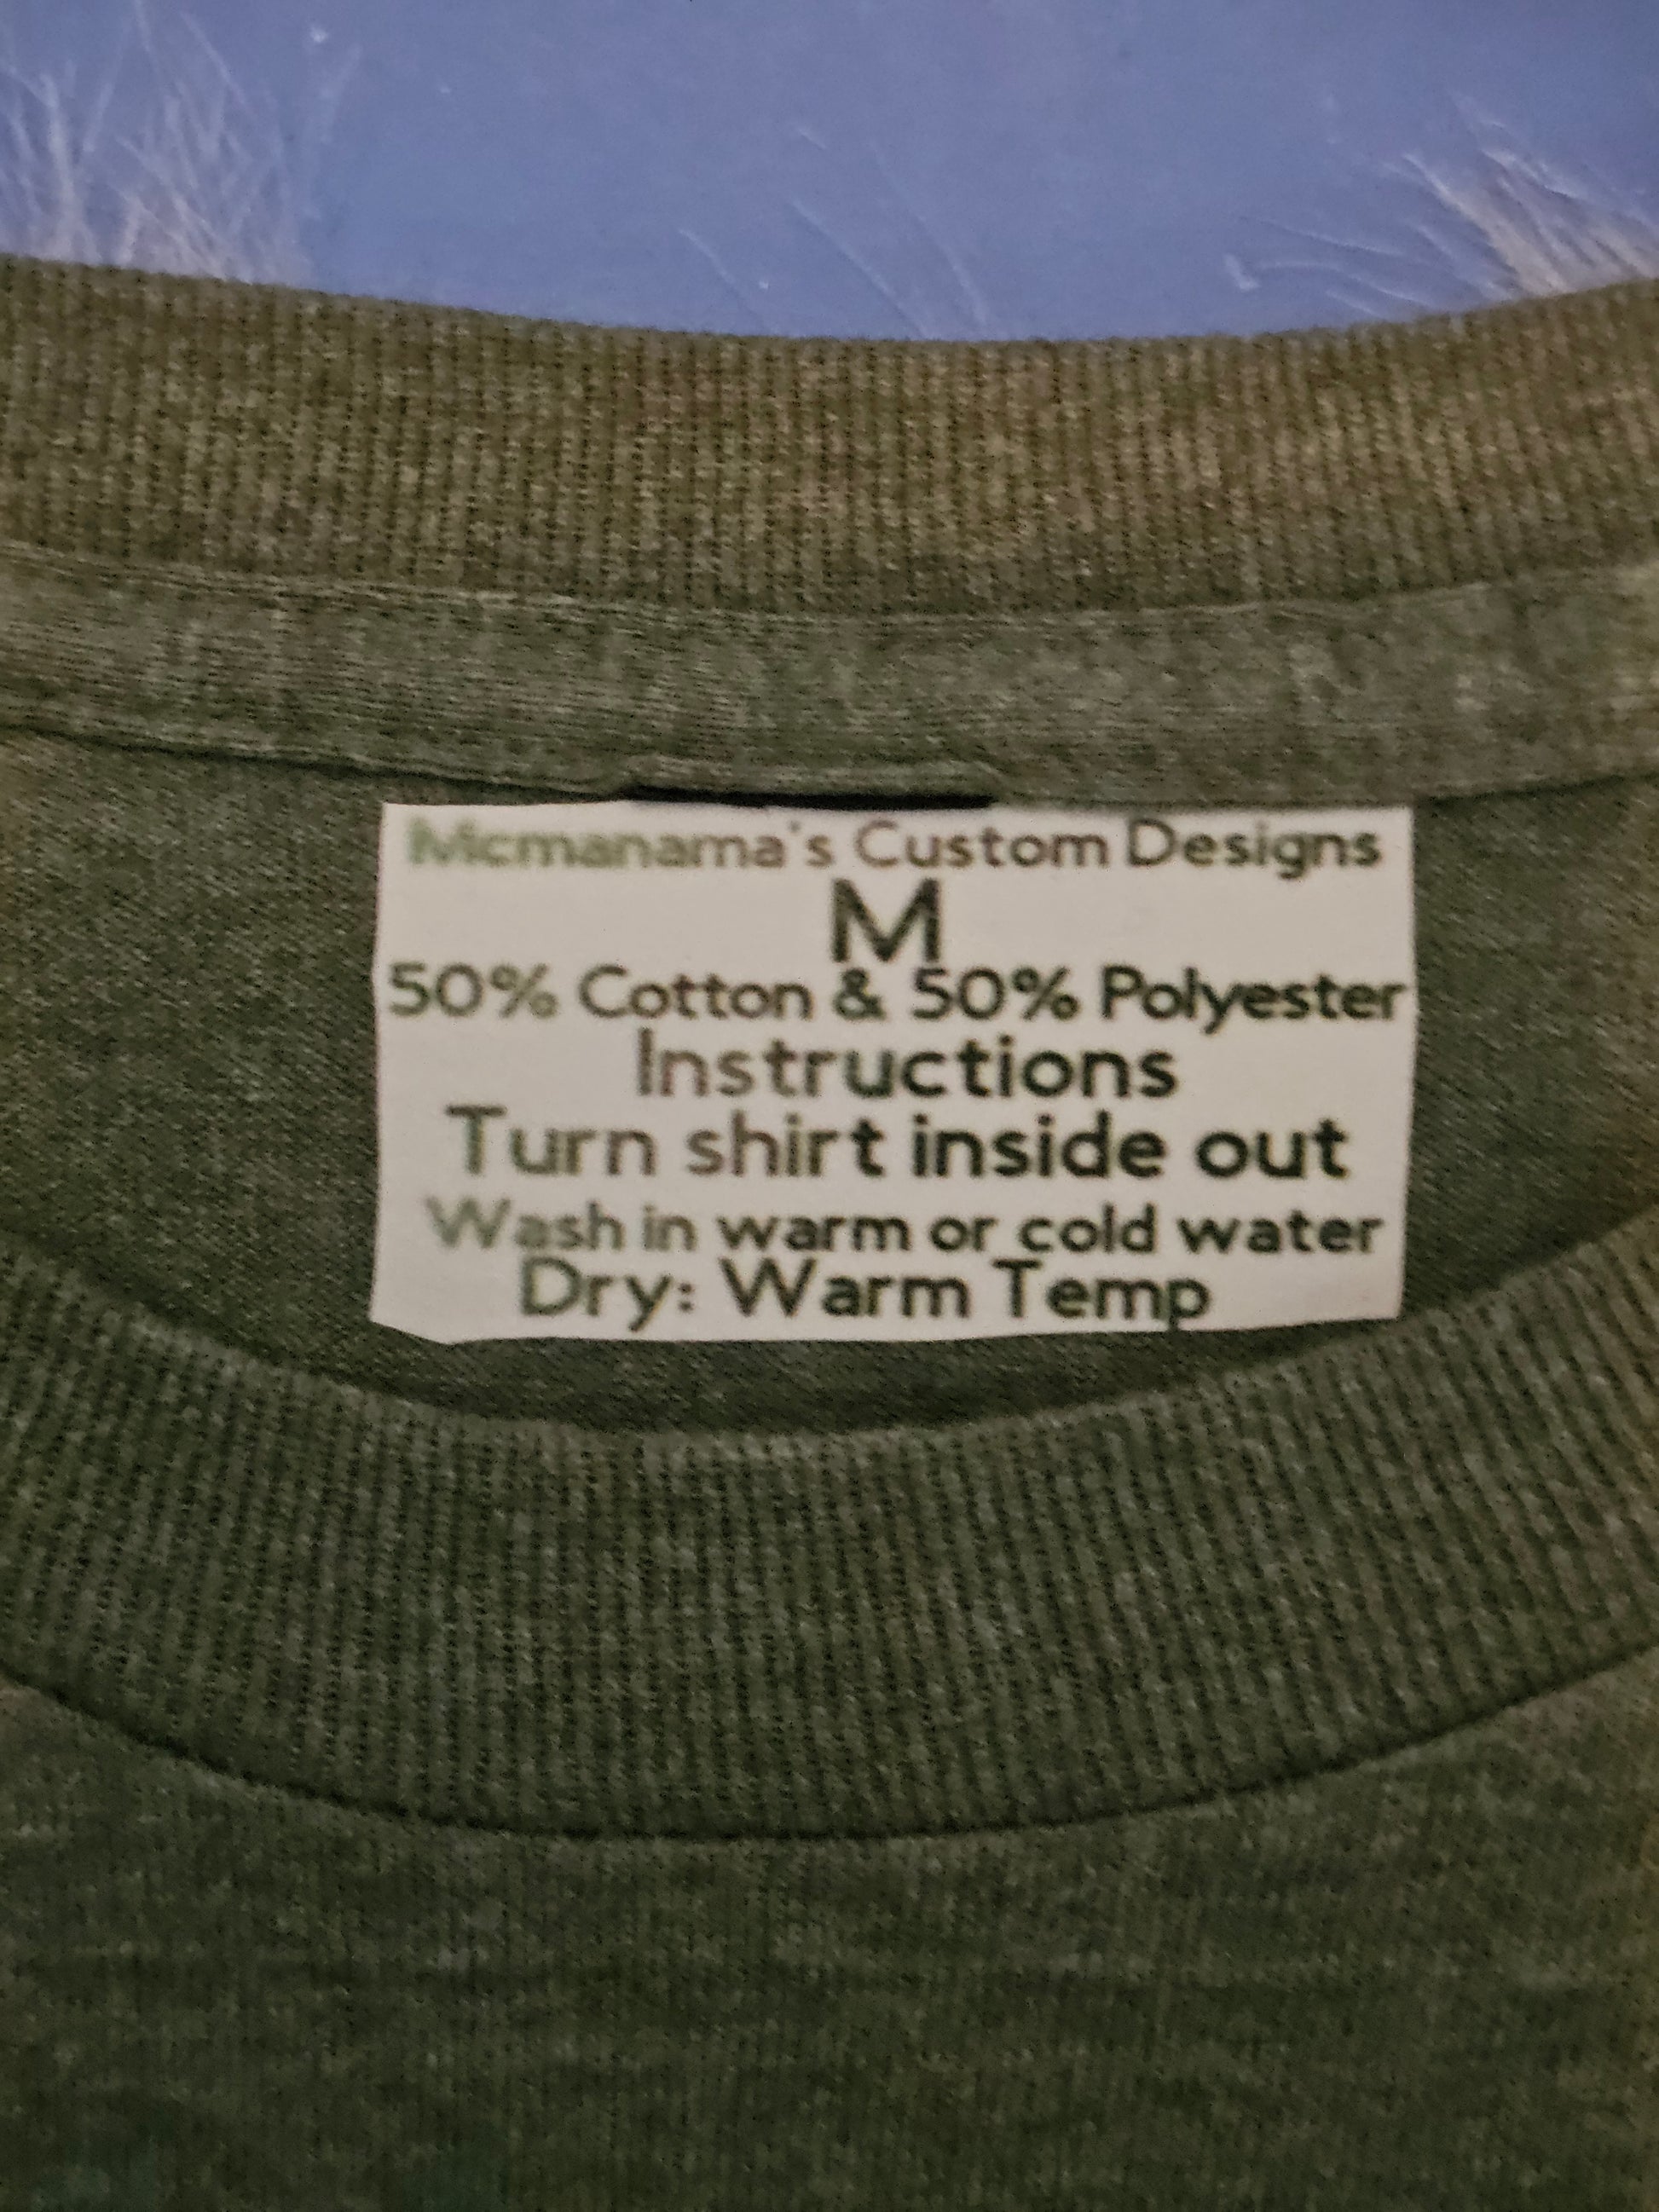 Mcmanama's Custom Designs
M
50% Cotton & 50% Polyester
Instructions
Turn shirt inside out
Wash in warm or cold water
Dry: Warm Temp